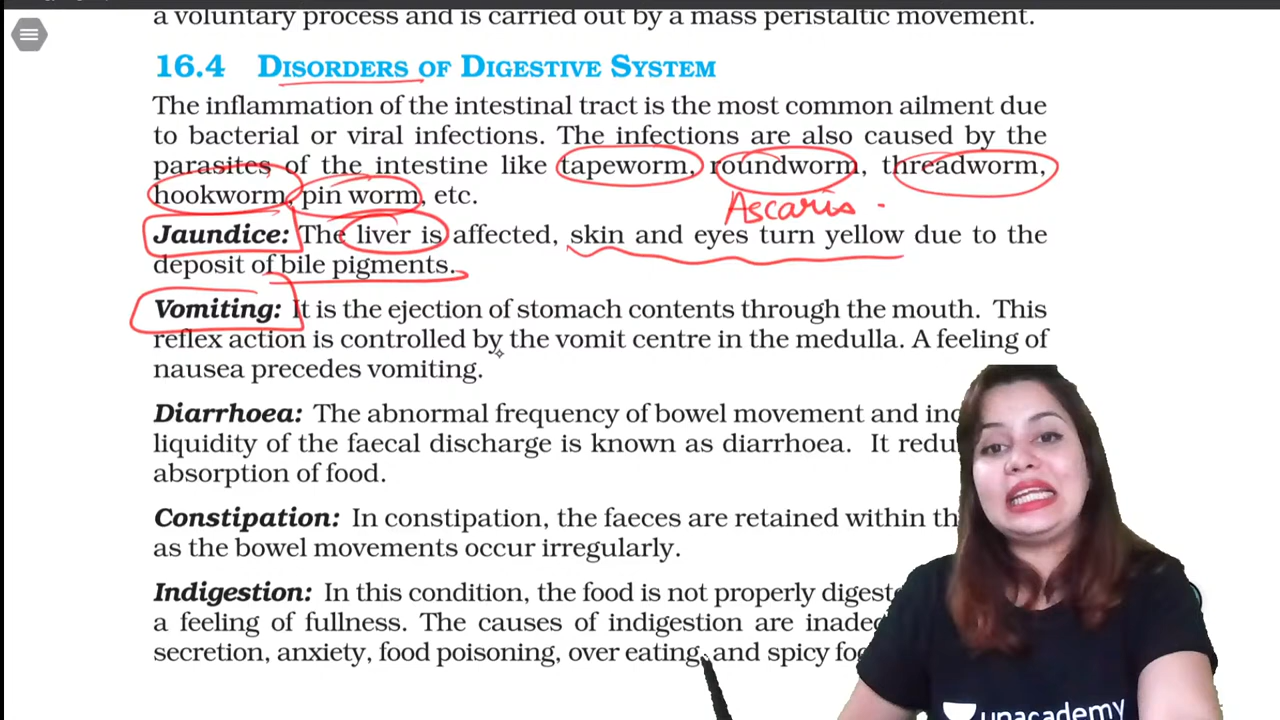 a voluntary process and is carried out by a mass peristaltic movement.
16.4 DISORDERS OF DIGESTIVE SYSTEM
The inflammation of the intestinal tract is the most common ailment due
to bacterial or viral infections. The infections are also caused by the
parasites of the intestine like tapeworm, roundworm, threadworm,
hookworm, pin worm, etc.
Ascaris
Jaundice: The liver is affected, skin and eyes turn yellow due to the
deposit of bile pigments.
Vomiting: It is the ejection of stomach contents through the mouth. This
reflex action is controlled by the vomit centre in the medulla. A feeling of
nausea precedes vomiting.
Diarrhoea: The abnormal frequency of bowel movement and
liquidity of the faecal discharge is known as diarrhoea. It
absorption of food.
Constipation: In constipation, the faeces are retained within
as the bowel movements occur irregularly.
Indigestion: In this condition, the food is not properly
a feeling of fullness. The causes of indigestion are
secretion, anxiety, food poisoning, over eating, and spicy
unacademy